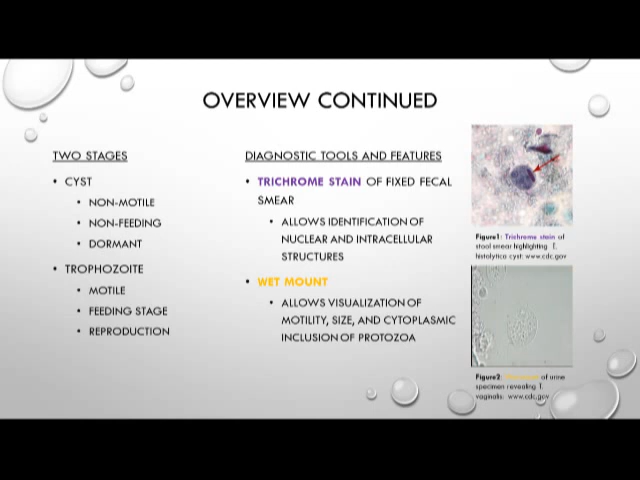 OVERVIEW CONTINUED
TWO STAGES
• CYST
• NON-MOTILE
• NON-FEEDING
• DORMANT
• TROPHOZOITE
• MOTILE
• FEEDING STAGE
• REPRODUCTION
DIAGNOSTIC TOOLS AND FEATURES
• TRICHROME STAIN OF FIXED FECAL
SMEAR
• ALLOWS IDENTIFICATION OF
NUCLEAR AND INTRACELLULAR
STRUCTURES
• WET MOUNT
• ALLOWS VISUALIZATION OF
MOTILITY, SIZE, AND CYTOPLASMIC
INCLUSION OF PROTOZOA
Figure1: Trichrome stain of
stool smear highlighting
histolytica cyst: www.cdc.gov
Figure2: of urine
specimen revealing
vaginalis: www.cdc.gov